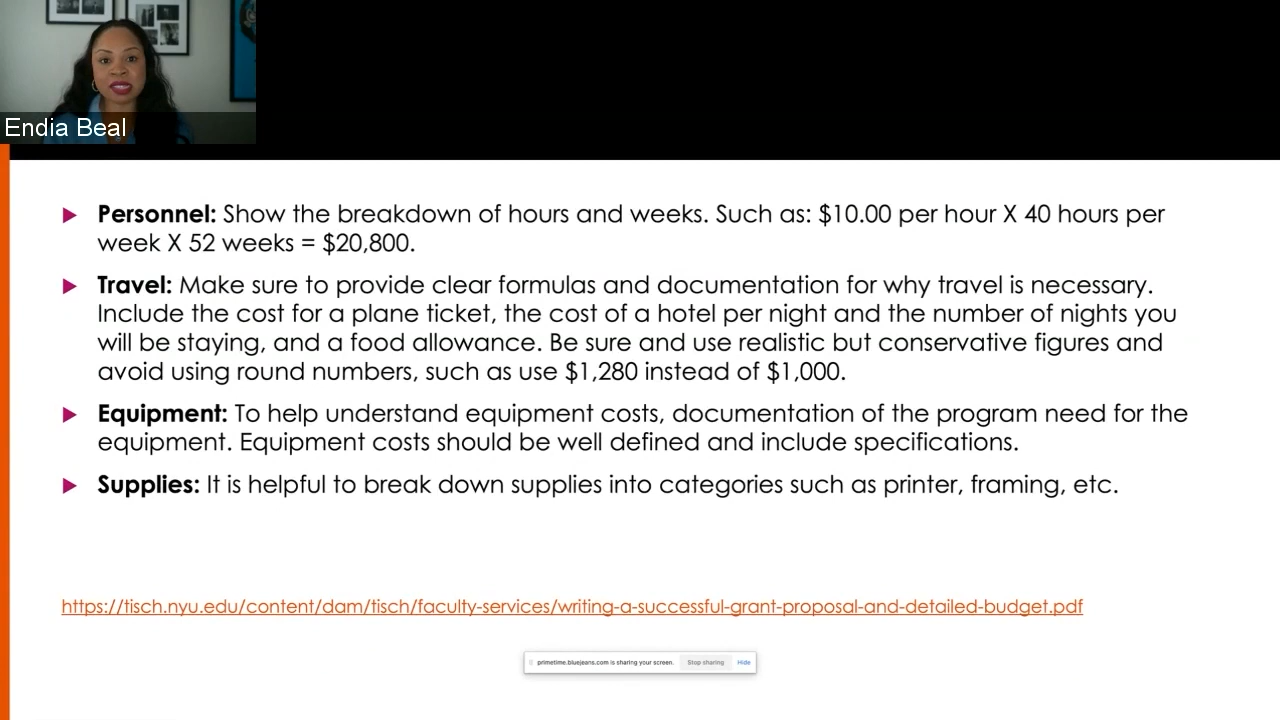 Endia Beal
Personnel: Show the breakdown of hours and weeks. Such as: $10.00 per hour X 40 hours per
week X 52 weeks = $20,800.
Travel: Make sure to provide clear formulas and documentation for why travel is necessary.
Include the cost for a plane ticket, the cost of a hotel per night and the number of nights you
will be staying, and a food allowance. Be sure and use realistic but conservative figures and
avoid using round numbers, such as use $1,280 instead of $1,000.
Equipment: To help understand equipment costs, documentation of the program need for the
equipment. Equipment costs should be well defined and include specifications.
Supplies: It is helpful to break down supplies into categories such as printer, framing, etc.
https://tisch.nyu.edu/content/dam/tisch/faculty-services/writing-a-successful-grant-proposal-and-detailed-budget.pdf
primetime.bluejeans.com is sharing your screen. Stop sharing Hide